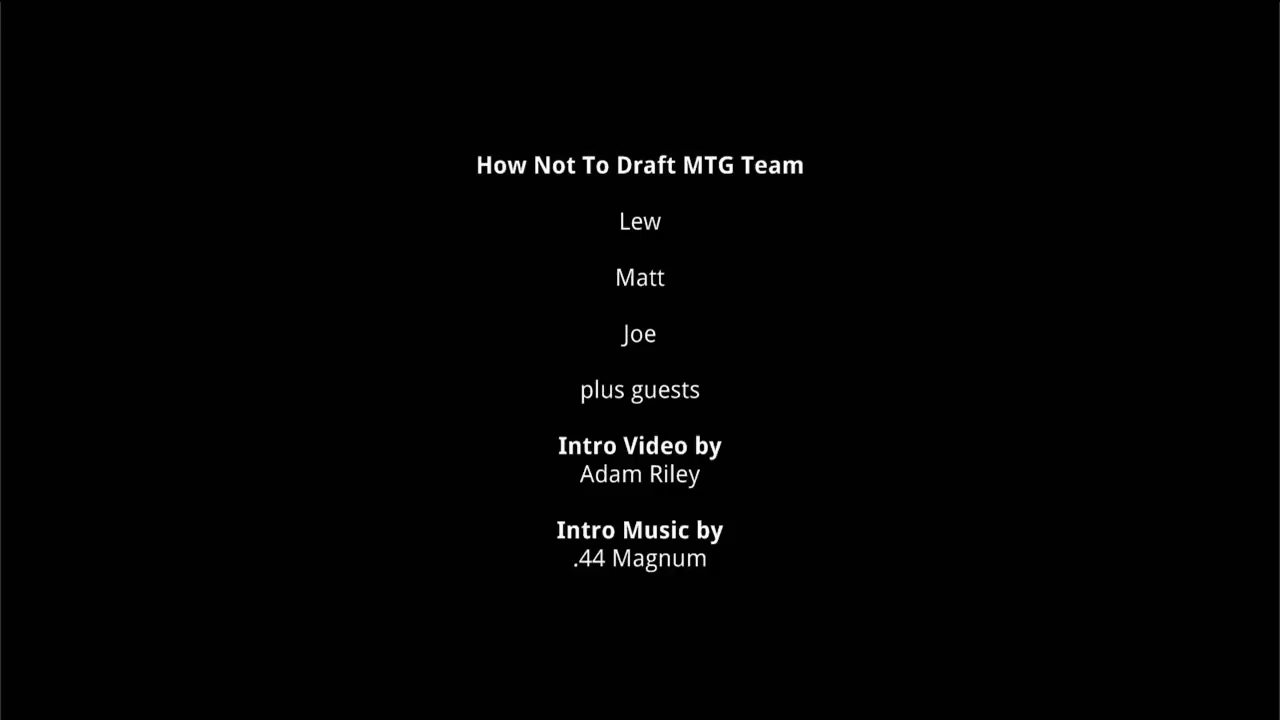 How Not To Draft MTG Team
Lew
Matt
Joe
plus guests
Intro Video by
Adam Riley
Intro Music by
.44 Magnum